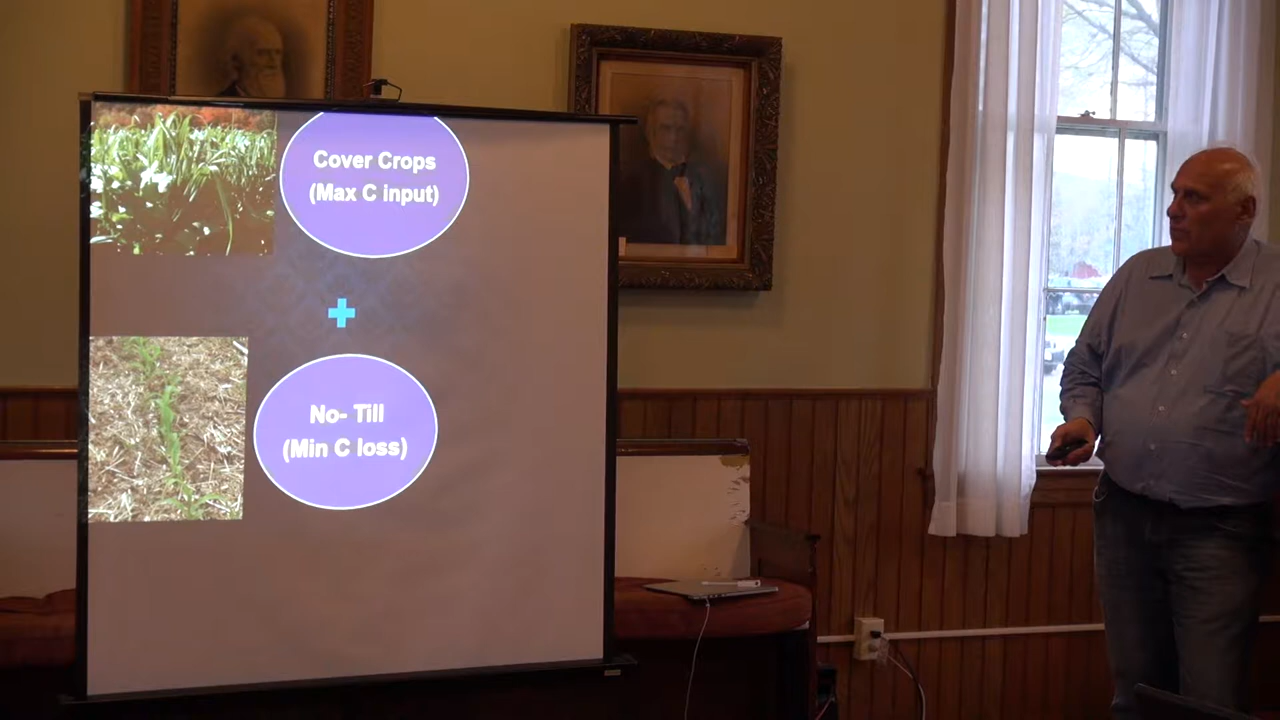 Cover Crops
(Max C input)
No- Till
(Min C loss)